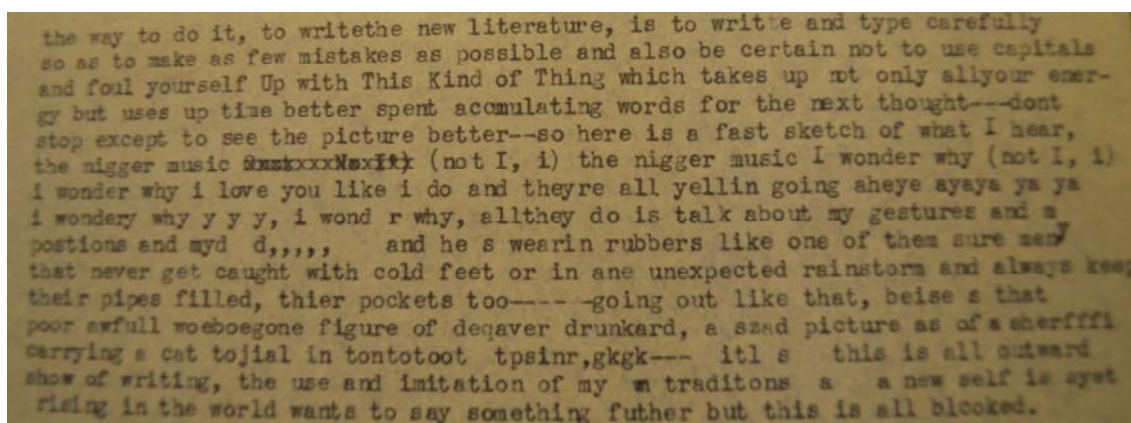 the way to do it, to writethe new literature, is to writte and type carefully
so as to make as few mistakes as possible and also be certain not to use capitals
and foul yourself Up with This Kind of Thing which takes up not only allyour ener-
gy but uses up time better spent accmulating words for the next thought---dont
stop except to see the picture better--so here is a fast sketch of what I hear,
the nigger music (not I, i) the nigger music I wonder why (not I, i)
i wonder why i love you like i do and theyre all yellin going aheye ayaya ya ya
i wondery why y y y, i wond r why, allthey do is talk about my gestures and m
postions and myd d,,,,, and he s wearin rubbers like one of them sure meny
that never get caught with cold feet or in ane unexpected rainstorm and always keep
their pipes filled, thier pockets too---- -going out like that, beise s that
poor awfull woeboegone figure of deqaver drunkard, a szad picture as of a sherfffi
carrying a cat tojial in tontotoot tpsinr,gkgk--- itl s this is all outward
show of writing, the use and imitation of my traditons a a new self is ayet
rising in the world wants to say something futher but this is all blcoked.